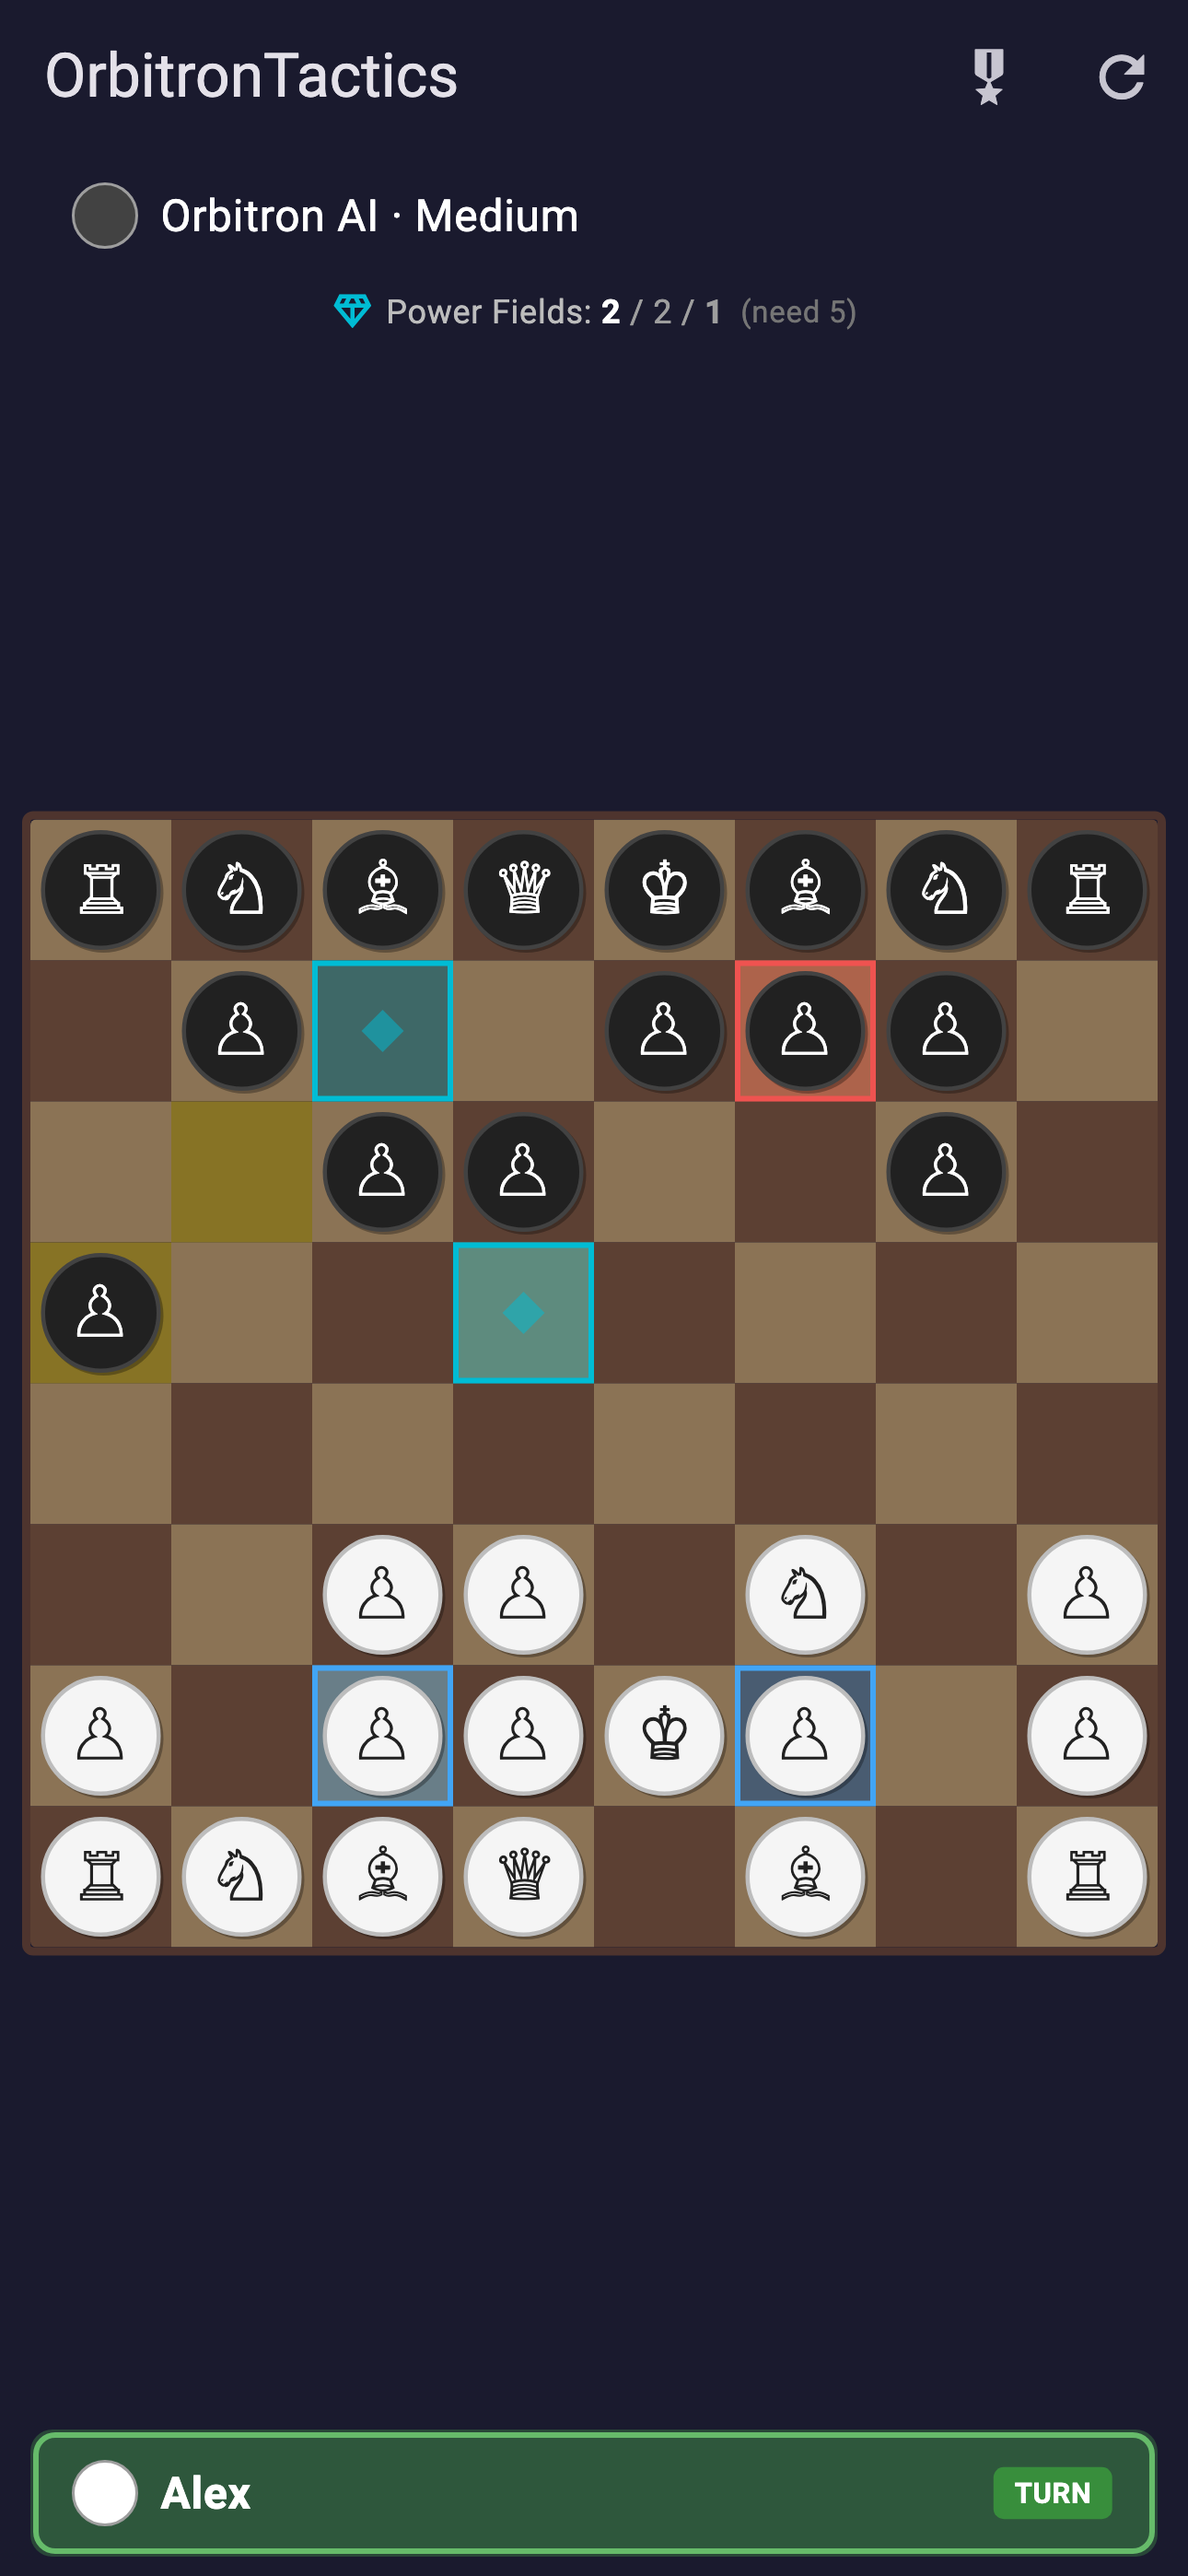 OrbitronTactics
Orbitron AI · Medium
Power Fields: 2 / 2 / 1 (need 5)
Alex
TURN